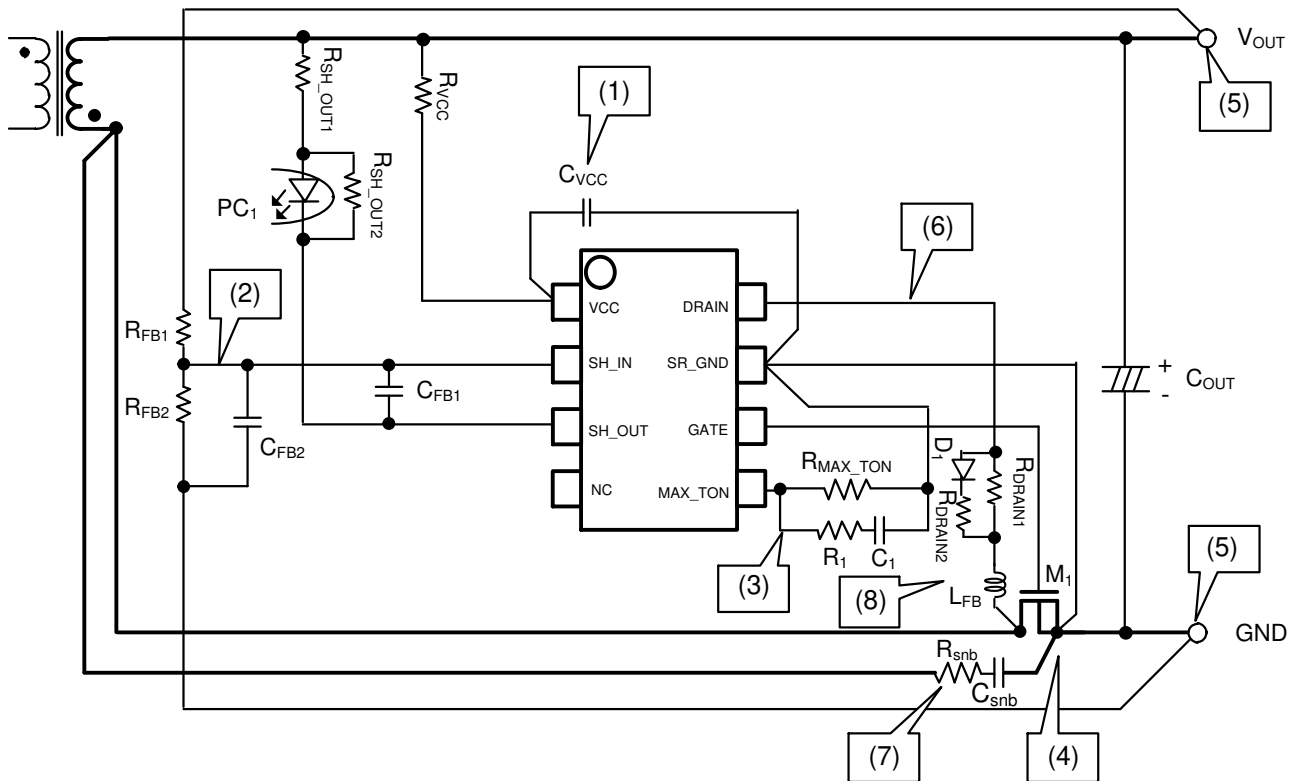 VOUT
(5)
RSH_OUT1
RVCC
(1)
CVCC
RSH_OUT2
PC1
(6)
(2)
VCC
DRAIN
RFB1
SH_IN
SR_GND
CFB1
+
-
COUT
RFB2
SH_OUT
GATE
CFB2
D1
RDRAIN1
RMAX_TON
NC
MAX_TON
RDRAIN2
R1
C1
(3)
(8)
LFB
M1
(5)
GND
Rsnb
Csnb
(7)
(4)